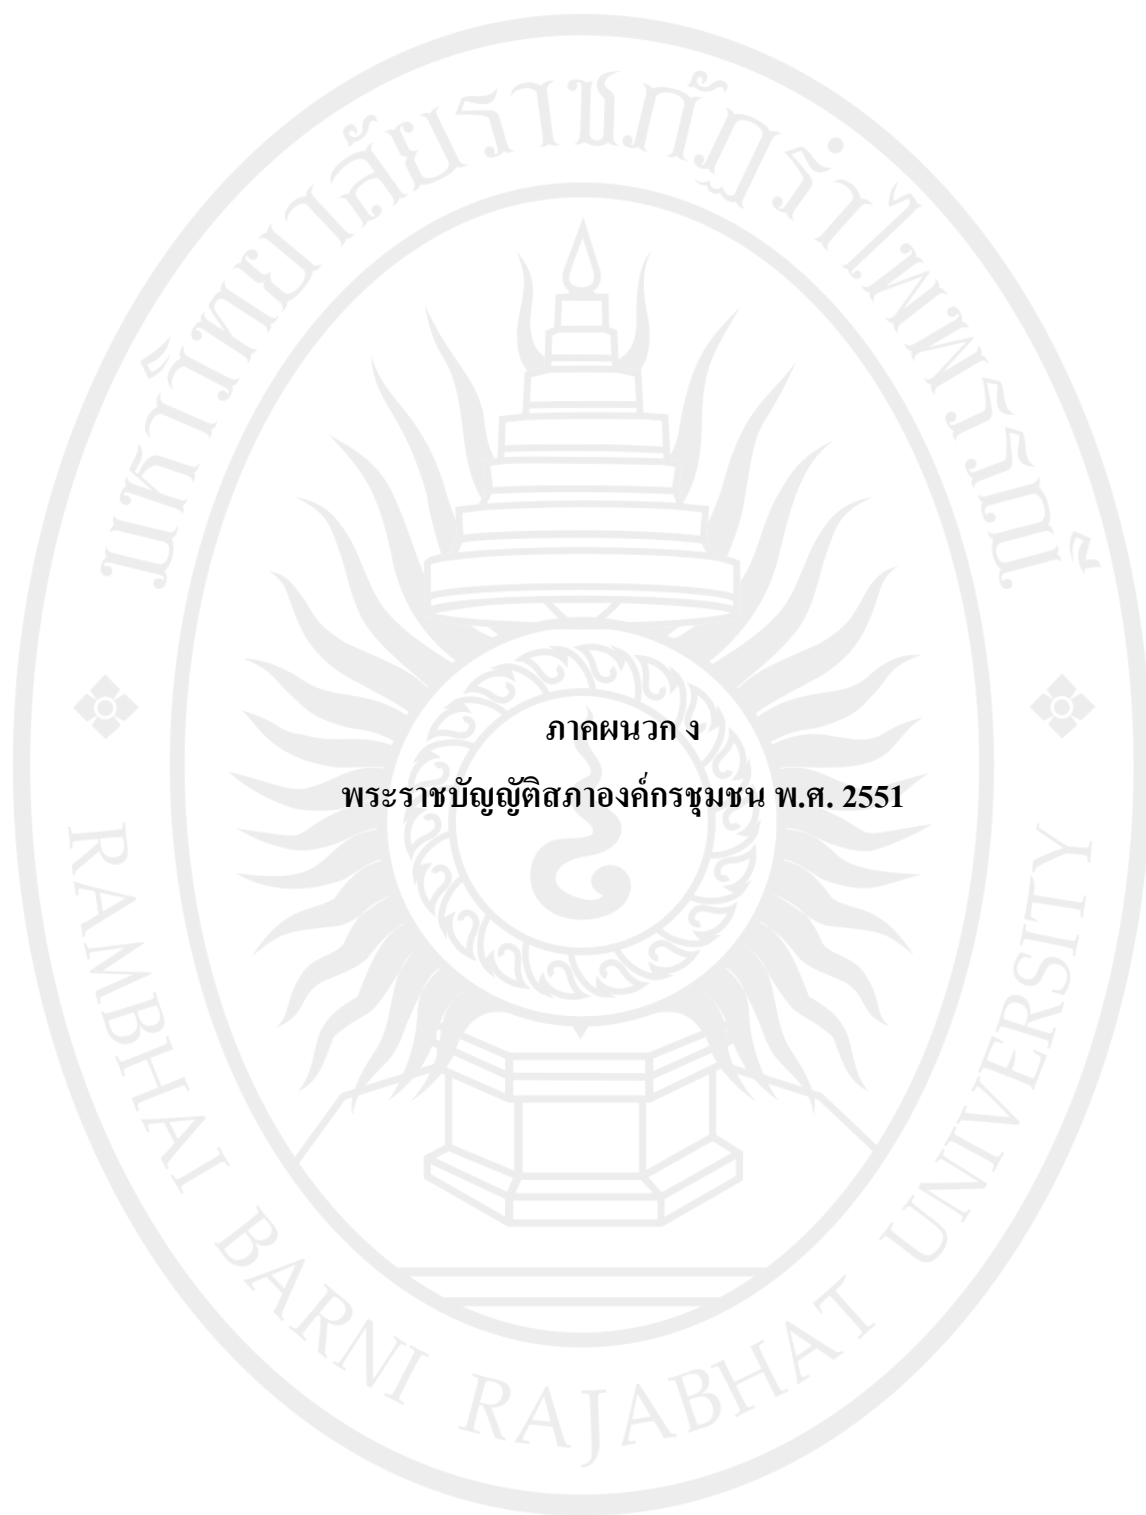 มหาวิทยาลัยราชภัฏรำไพพรรณี
ภาคผนวก ง
พระราชบัญญัติสภาองค์กรชุมชน พ.ศ. 2551
RAMBHAI BARNI RAJABHAT UNIVERSITY